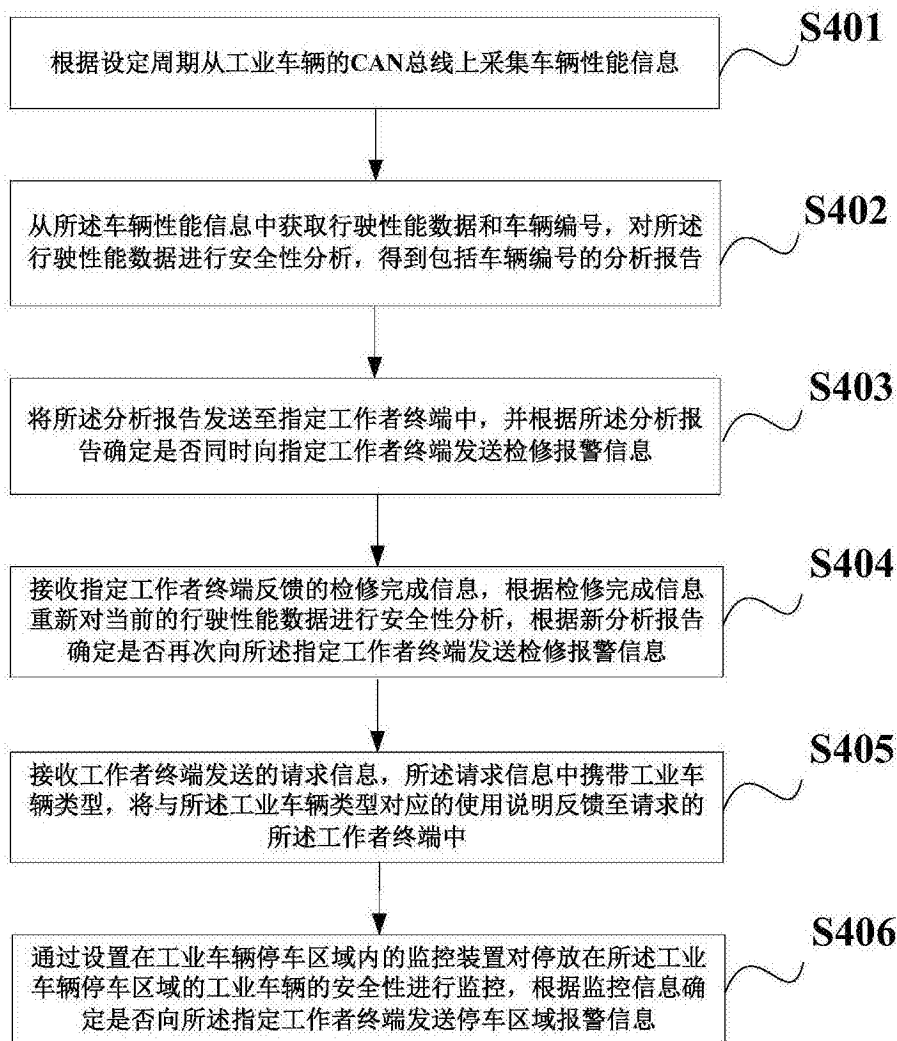 S401
根据设定周期从工业车辆的CAN总线上采集车辆性能信息
S402
从所述车辆性能信息中获取行驶性能数据和车辆编号，对所述
行驶性能数据进行安全性分析，得到包括车辆编号的分析报告
S403
将所述分析报告发送至指定工作者终端中，并根据所述分析报
告确定是否同时向指定工作者终端发送检修报警信息
S404
接收指定工作者终端反馈的检修完成信息，根据检修完成信息
重新对当前的行驶性能数据进行安全性分析，根据新分析报告
确定是否再次向所述指定工作者终端发送检修报警信息
S405
接收工作者终端发送的请求信息，所述请求信息中携带工业车
辆类型，将与所述工业车辆类型对应的使用说明反馈至请求的
所述工作者终端中
S406
通过设置在工业车辆停车区域内的监控装置对停放在所述工业
车辆停车区域的工业车辆的安全性进行监控，根据监控信息确
定是否向所述指定工作者终端发送停车区域报警信息